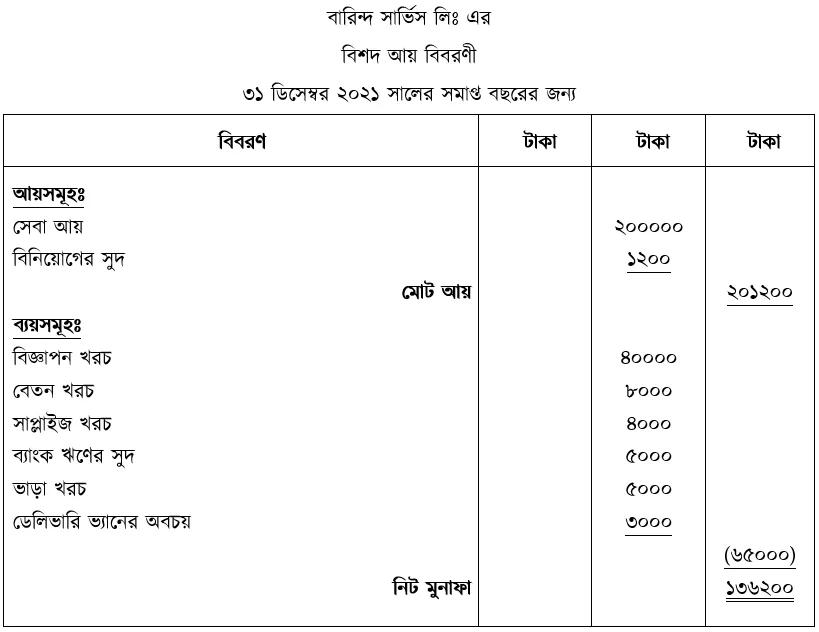 বারিন্দ সার্ভিস লিঃ এর
বিশদ আয় বিবরণী
৩১ ডিসেম্বর ২০২১ সালের সমাপ্ত বছরের জন্য
বিবরণ টাকা টাকা টাকা
আয়সমূহঃ
সেবা আয় ২০০০০০
বিনিয়োগের সুদ ১২০০
মোট আয় ২০১২০০
ব্যয়সমূহঃ
বিজ্ঞাপন খরচ ৪০০০০
বেতন খরচ ৮০০০
সাপ্লাইজ খরচ ৪০০০
ব্যাংক ঋণের সুদ ৫০০০
ভাড়া খরচ ৫০০০
ডেলিভারি ভ্যানের অবচয় ৩০০০
(৬৫০০০)
নিট মুনাফা ১৩৬২০০